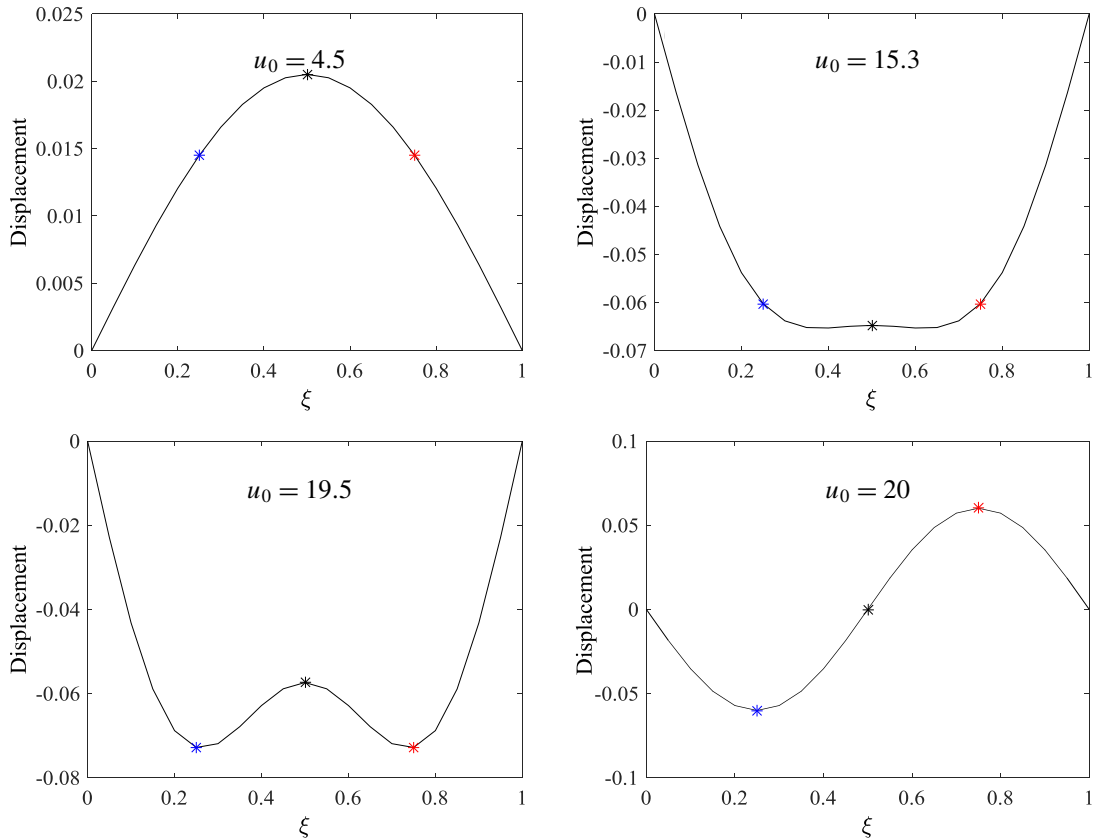 u₀ = 4.5
Displacement
0.025
0.02
0.015
0.01
0.005
0
0 0.2 0.4 0.6 0.8 1
ξ
u₀ = 15.3
Displacement
0
-0.01
-0.02
-0.03
-0.04
-0.05
-0.06
-0.07
0 0.2 0.4 0.6 0.8 1
ξ
u₀ = 19.5
Displacement
0
-0.02
-0.04
-0.06
-0.08
0 0.2 0.4 0.6 0.8 1
ξ
u₀ = 20
Displacement
0.1
0.05
0
-0.05
-0.1
0 0.2 0.4 0.6 0.8 1
ξ